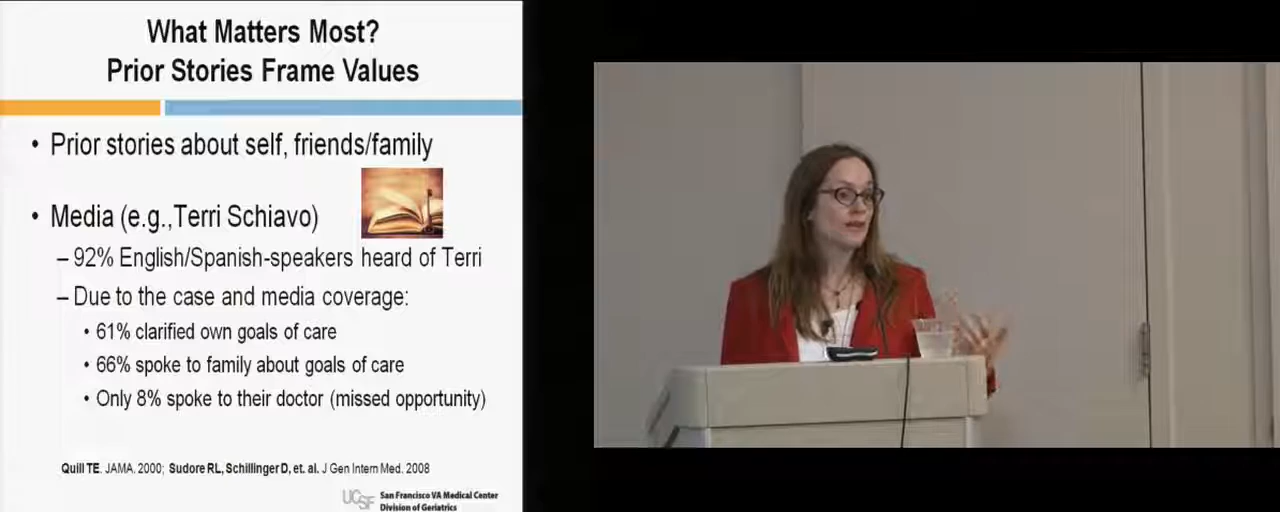 What Matters Most?
Prior Stories Frame Values
• Prior stories about self, friends/family
• Media (e.g.,Terri Schiavo)
– 92% English/Spanish-speakers heard of Terri
– Due to the case and media coverage:
• 61% clarified own goals of care
• 66% spoke to family about goals of care
• Only 8% spoke to their doctor (missed opportunity)
Quill TE. JAMA. 2000; Sudore RL, Schillinger D, et. al. J Gen Intern Med. 2008
UCSF San Francisco VA Medical Center
Division of Geriatrics